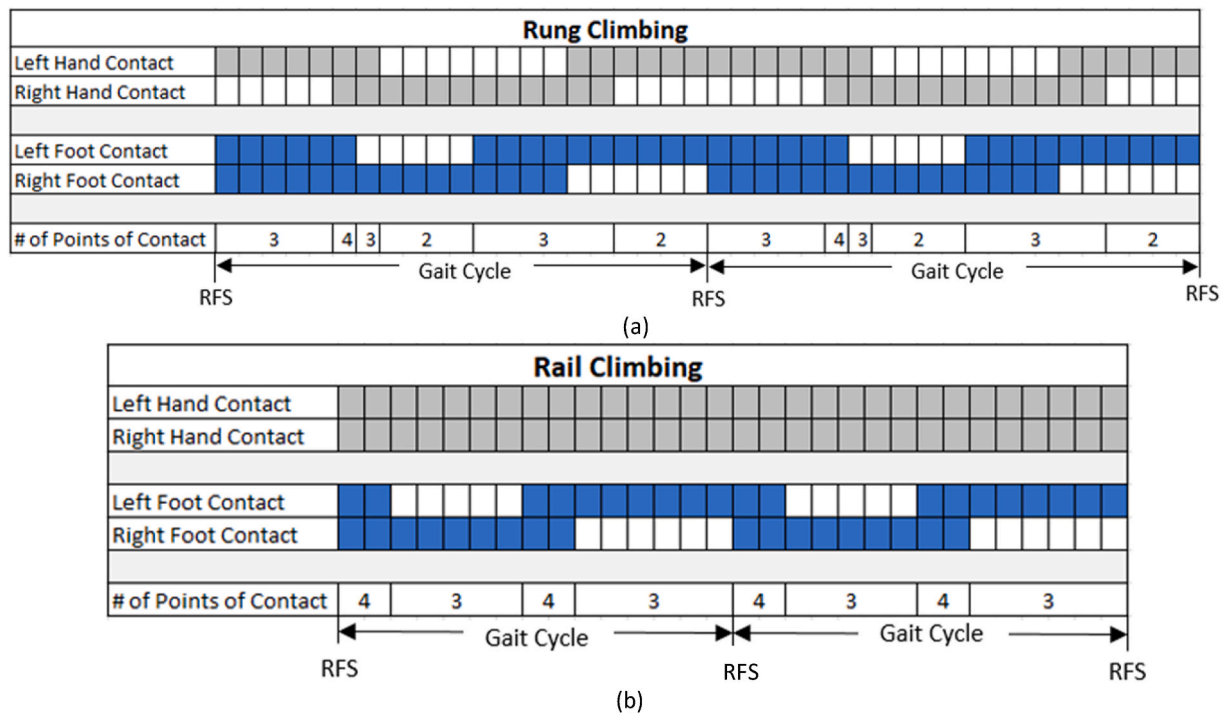 Rung Climbing
Left Hand Contact
Right Hand Contact
Left Foot Contact
Right Foot Contact
# of Points of Contact 3 4 3 2 3 2 3 4 3 2 3 2
Gait Cycle Gait Cycle
RFS RFS RFS
(a)
Rail Climbing
Left Hand Contact
Right Hand Contact
Left Foot Contact
Right Foot Contact
# of Points of Contact 4 3 4 3 4 3 4 3
Gait Cycle Gait Cycle
RFS RFS RFS
(b)